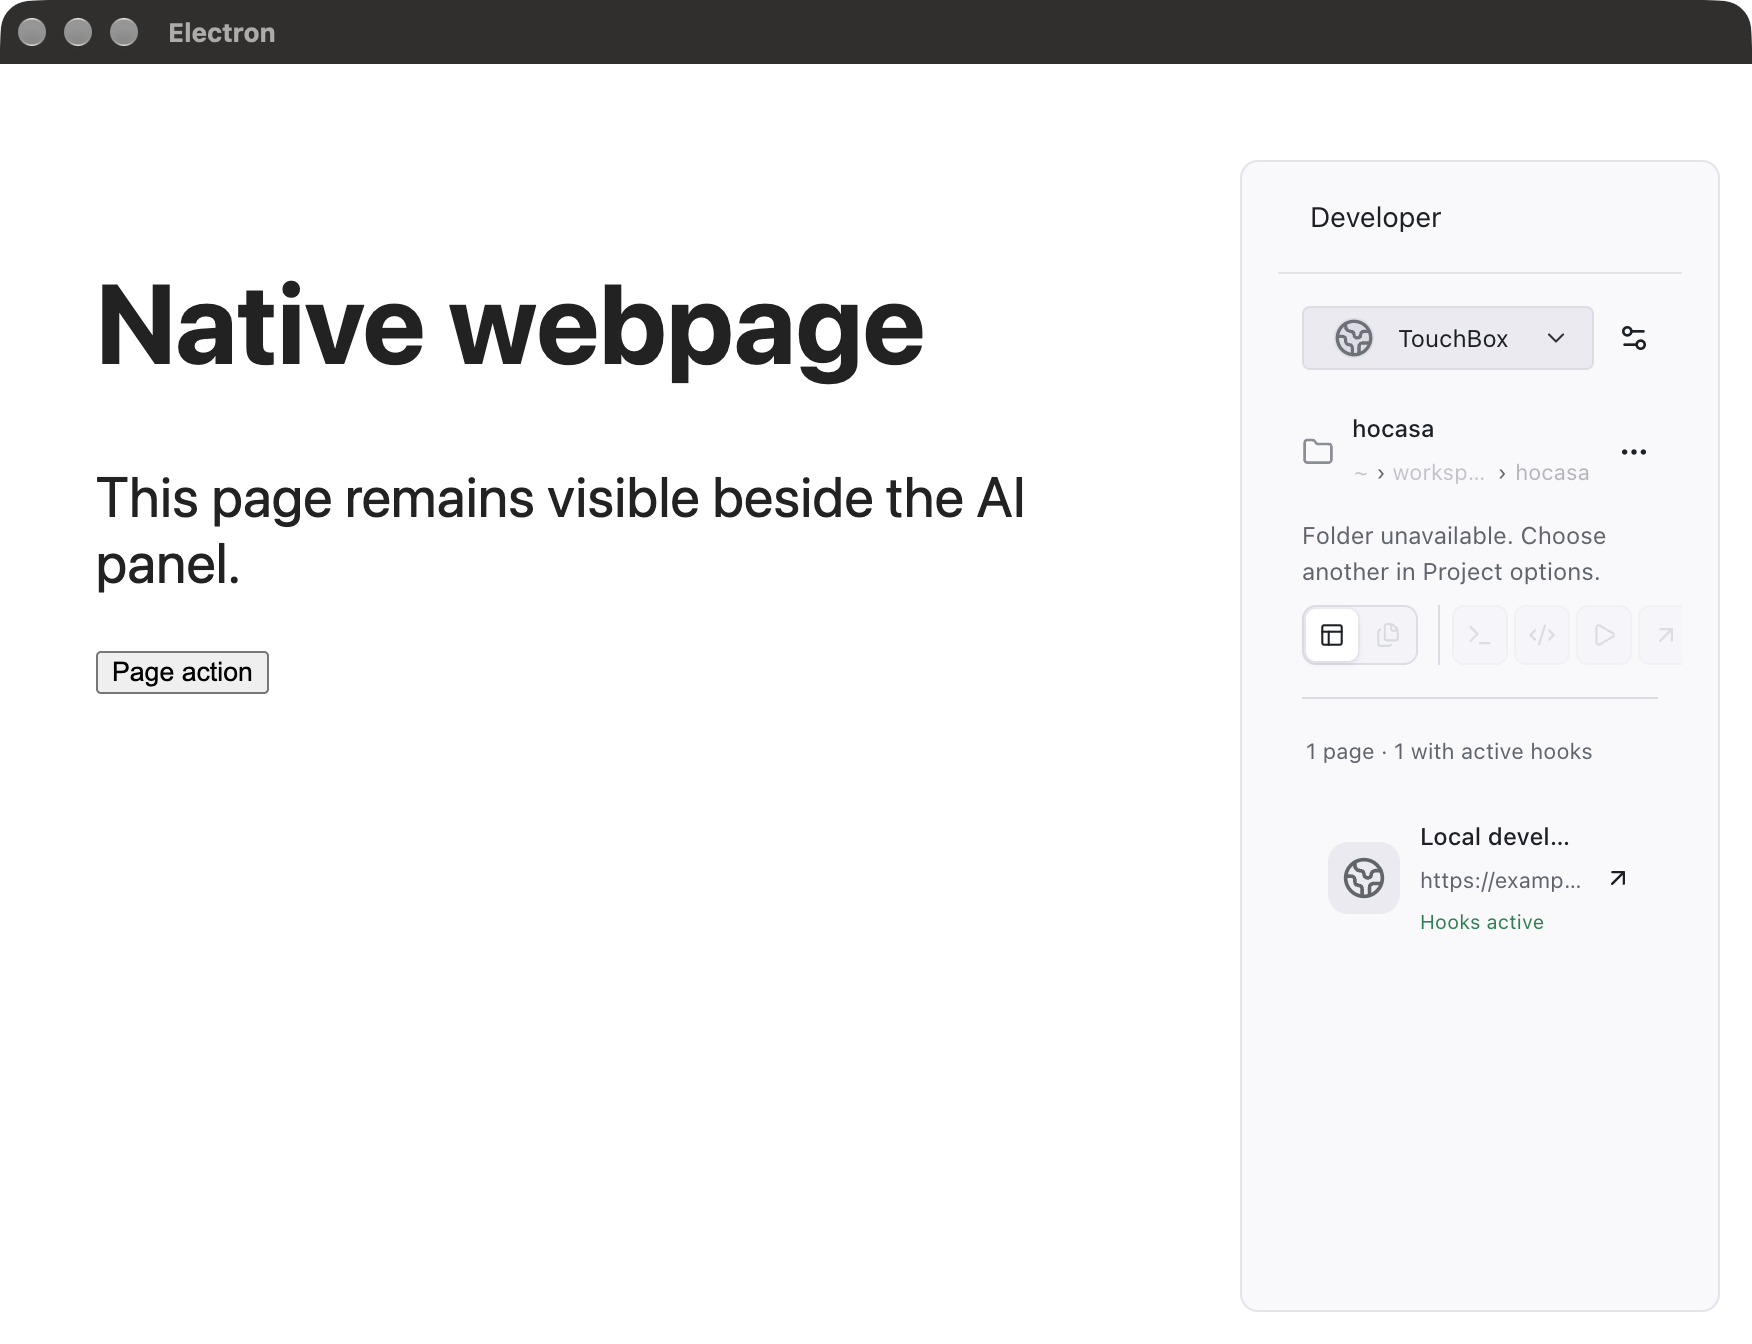 Electron
Native webpage
This page remains visible beside the AI
panel.
Page action
Developer
TouchBox
hocasa
~ › worksp... › hocasa
Folder unavailable. Choose
another in Project options.
1 page · 1 with active hooks
Local devel...
https://examp...
Hooks active